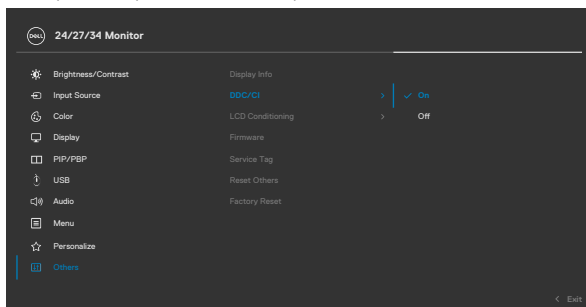 DELL 24/27/34 Monitor
Brightness/Contrast Display Info
Input Source DDC/CI > ✓ On
Color LCD Conditioning > Off
Display Firmware
PIP/PBP Service Tag
USB Reset Others
Audio Factory Reset
Menu
Personalize
Others
< Exit